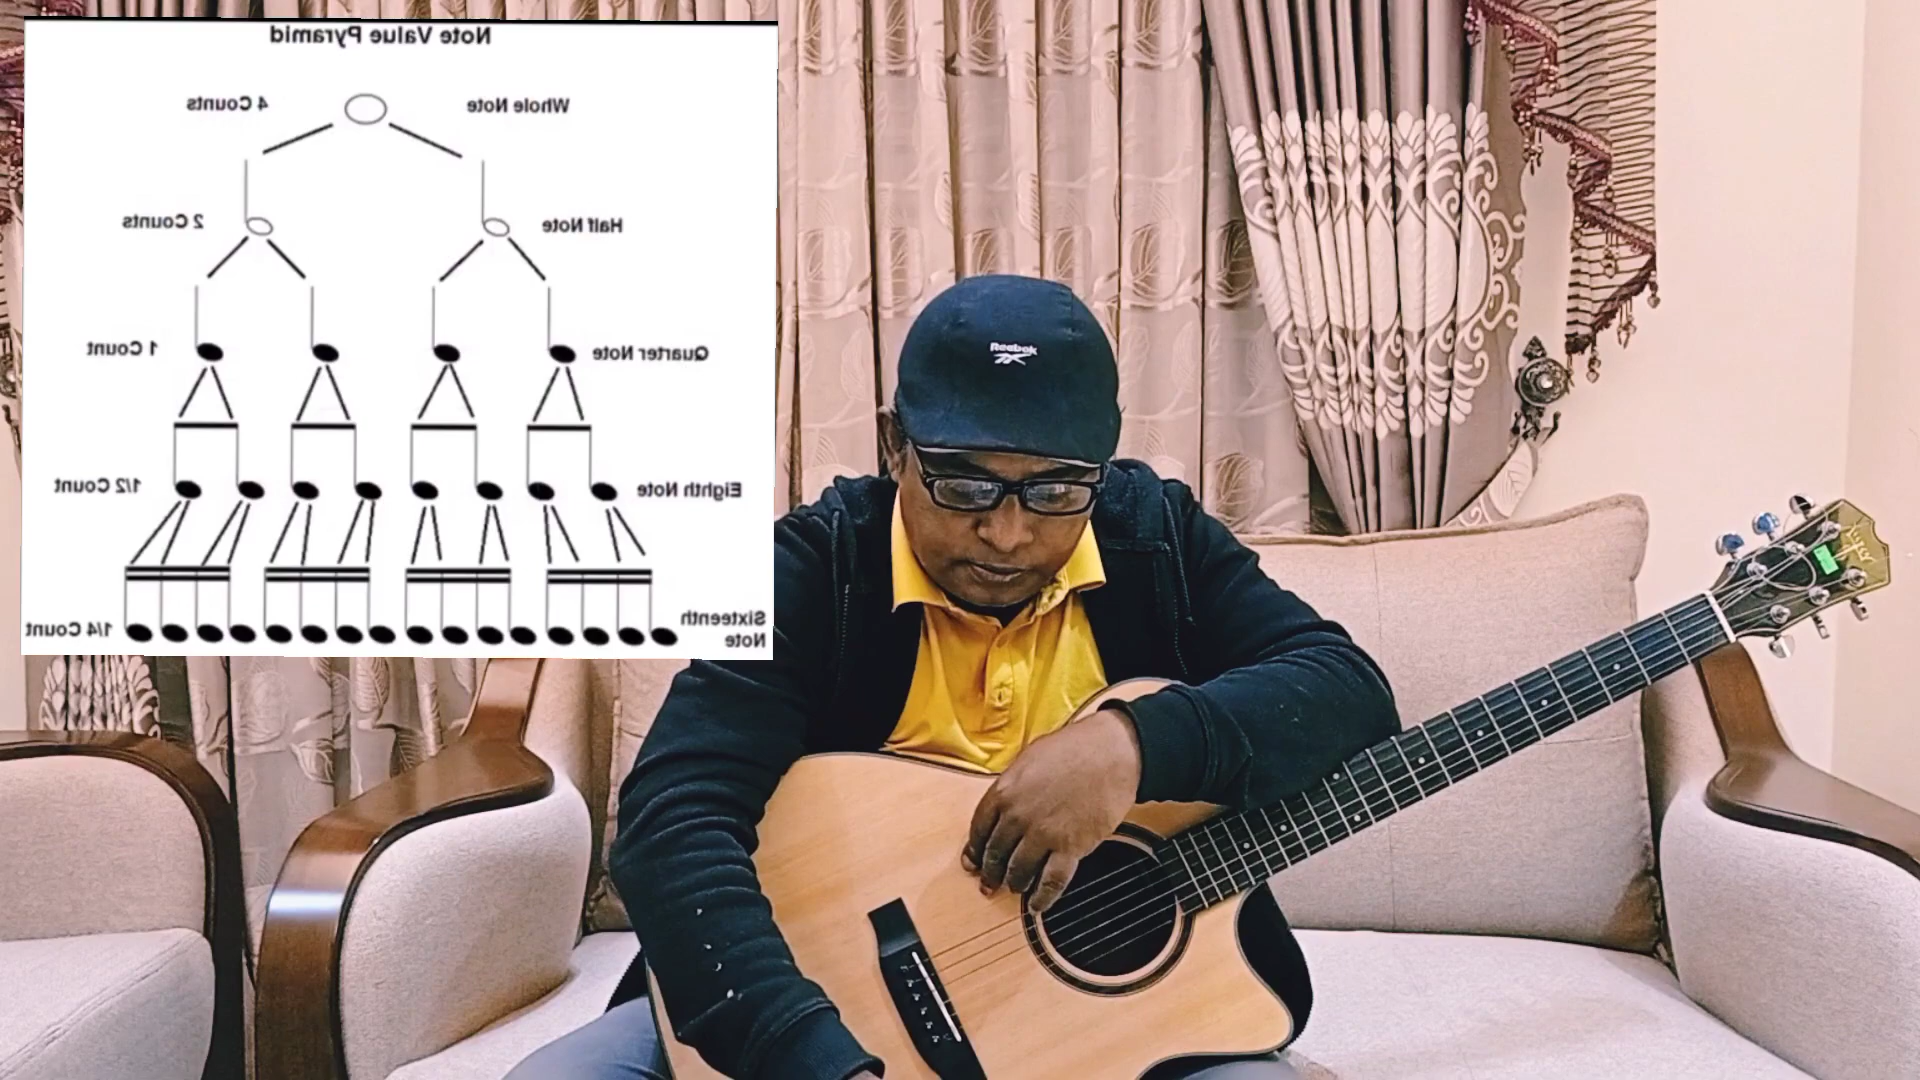 Note Value Pyramid
4 Counts Whole Note
2 Counts Half Note
1 Count Quarter Note
1/2 Count Eighth Note
1/4 Count Sixteenth
Note
Reebok